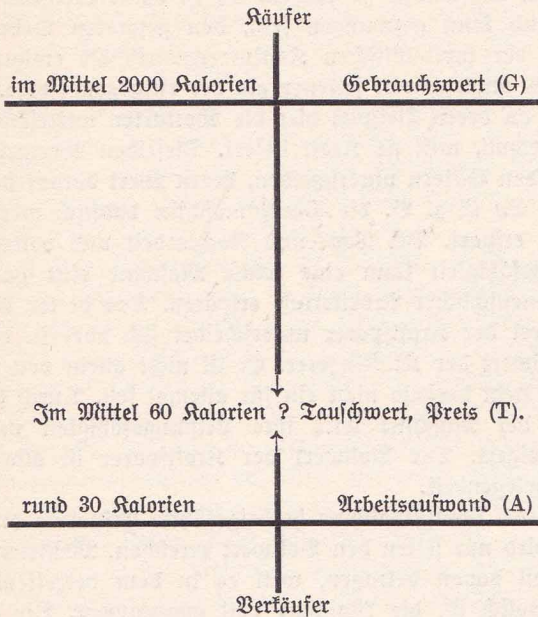 Käufer
im Mittel 2000 Kalorien Gebrauchswert (G)
Im Mittel 60 Kalorien ? Tauschwert, Preis (T).
rund 30 Kalorien Arbeitsaufwand (A)
Verkäufer